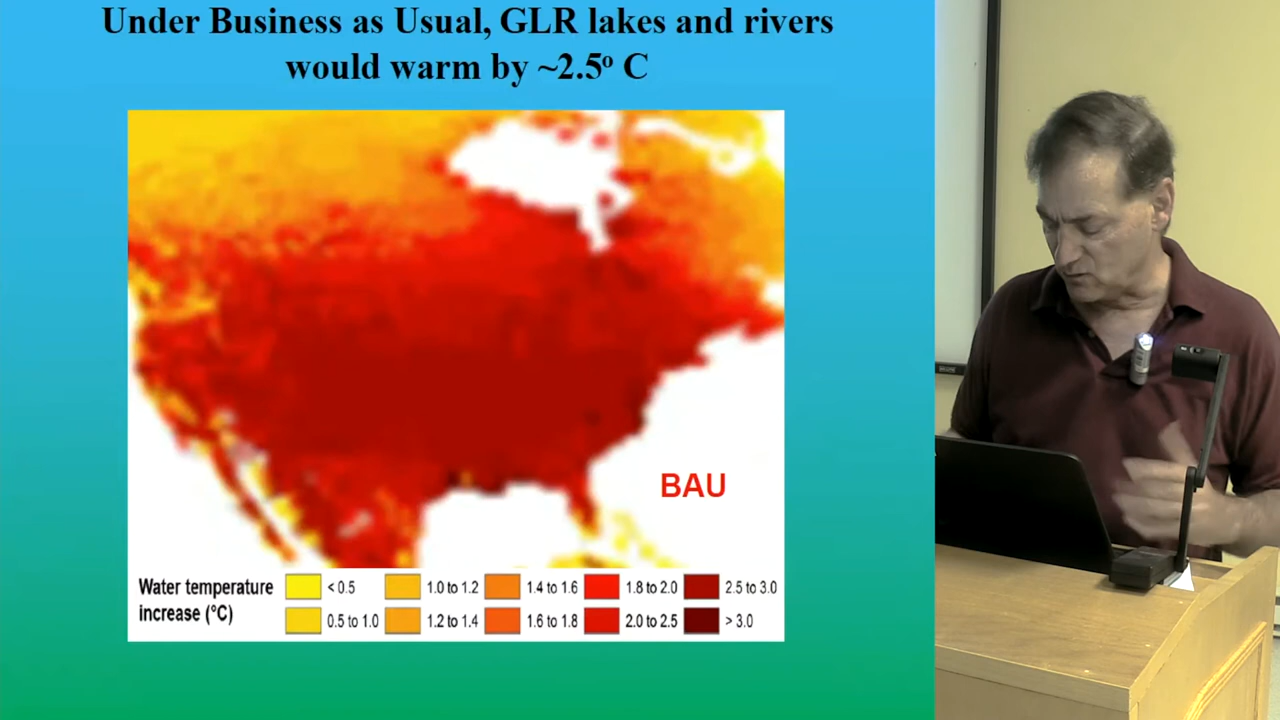 Under Business as Usual, GLR lakes and rivers
would warm by ~2.5º C
BAU
Water temperature
increase (°C)
< 0.5
1.0 to 1.2
1.4 to 1.6
1.8 to 2.0
2.5 to 3.0
0.5 to 1.0
1.2 to 1.4
1.6 to 1.8
2.0 to 2.5
> 3.0